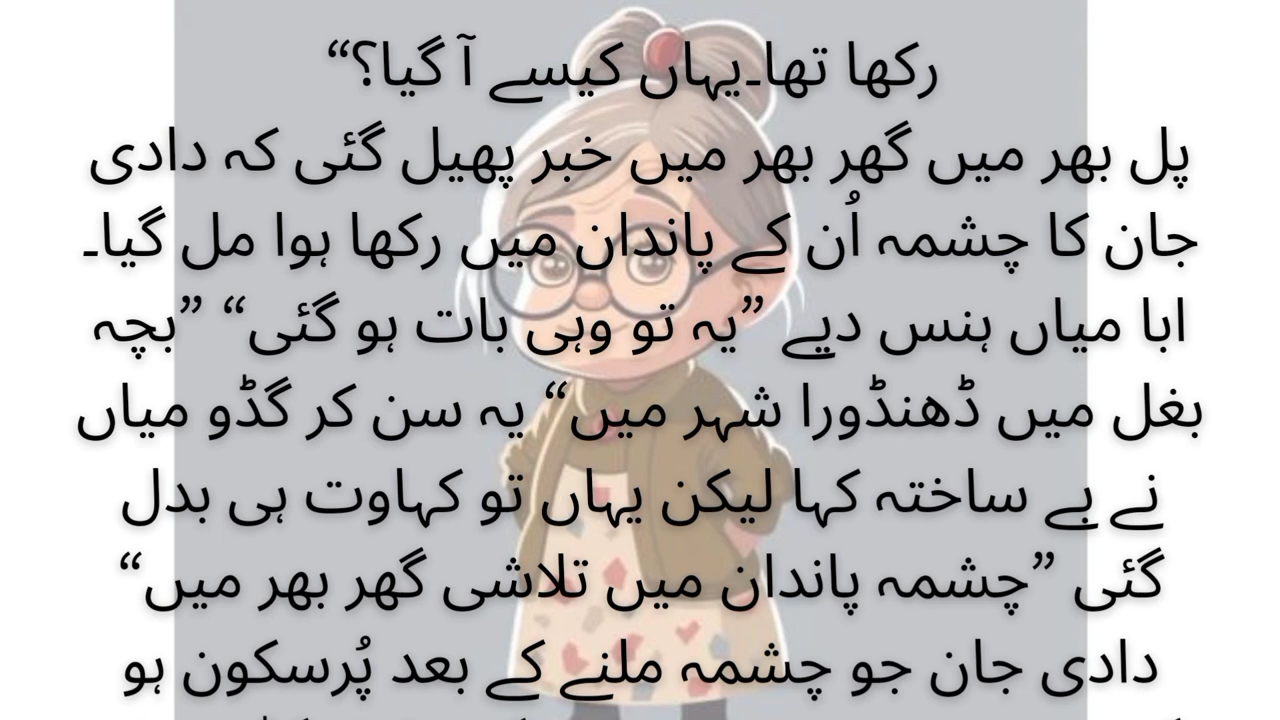 رکھا تھا۔یہاں کیسے آ گیا؟“
پل بھر میں گھر بھر میں خبر پھیل گئی کہ دادی
جان کا چشمہ اُن کے پاندان میں رکھا ہوا مل گیا۔
ابا میاں ہنس دیے ”یہ تو وہی بات ہو گئی“ ”بچہ
بغل میں ڈھنڈورا شہر میں“ یہ سن کر گڈو میاں
نے بے ساختہ کہا لیکن یہاں تو کہاوت ہی بدل
گئی ”چشمہ پاندان میں تلاشی گھر بھر میں“
دادی جان جو چشمہ ملنے کے بعد پُرسکون ہو